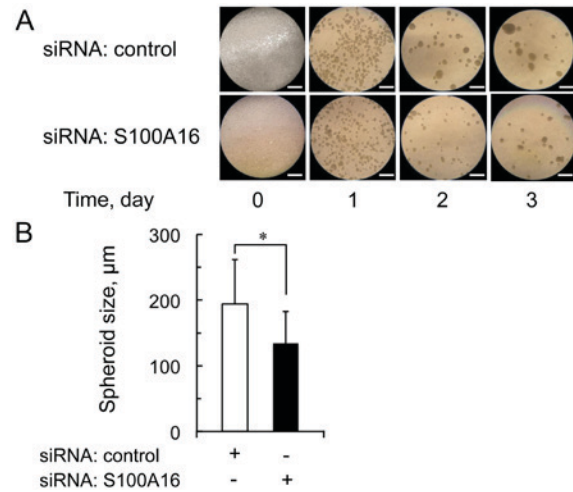 A
siRNA: control
siRNA: S100A16
Time, day 0 1 2 3
B
Spheroid size, µm
300
200
100
0
*
siRNA: control + -
siRNA: S100A16 - +